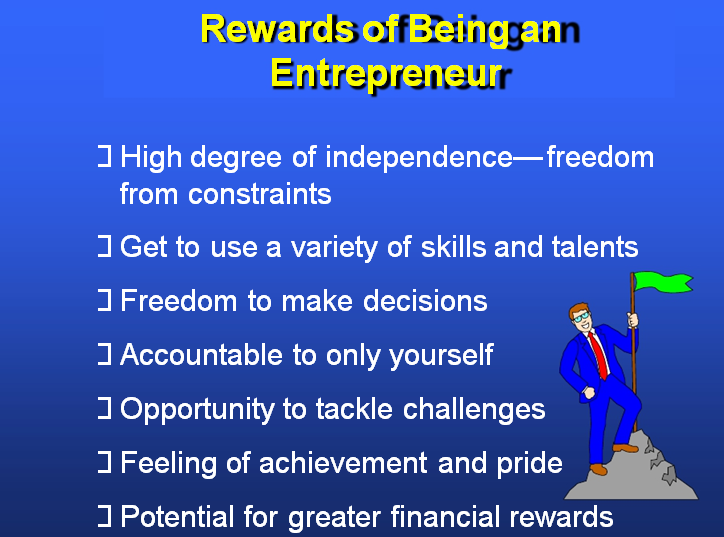 Rewards of Being an
Entrepreneur
High degree of independence—freedom
from constraints
Get to use a variety of skills and talents
Freedom to make decisions
Accountable to only yourself
Opportunity to tackle challenges
Feeling of achievement and pride
Potential for greater financial rewards